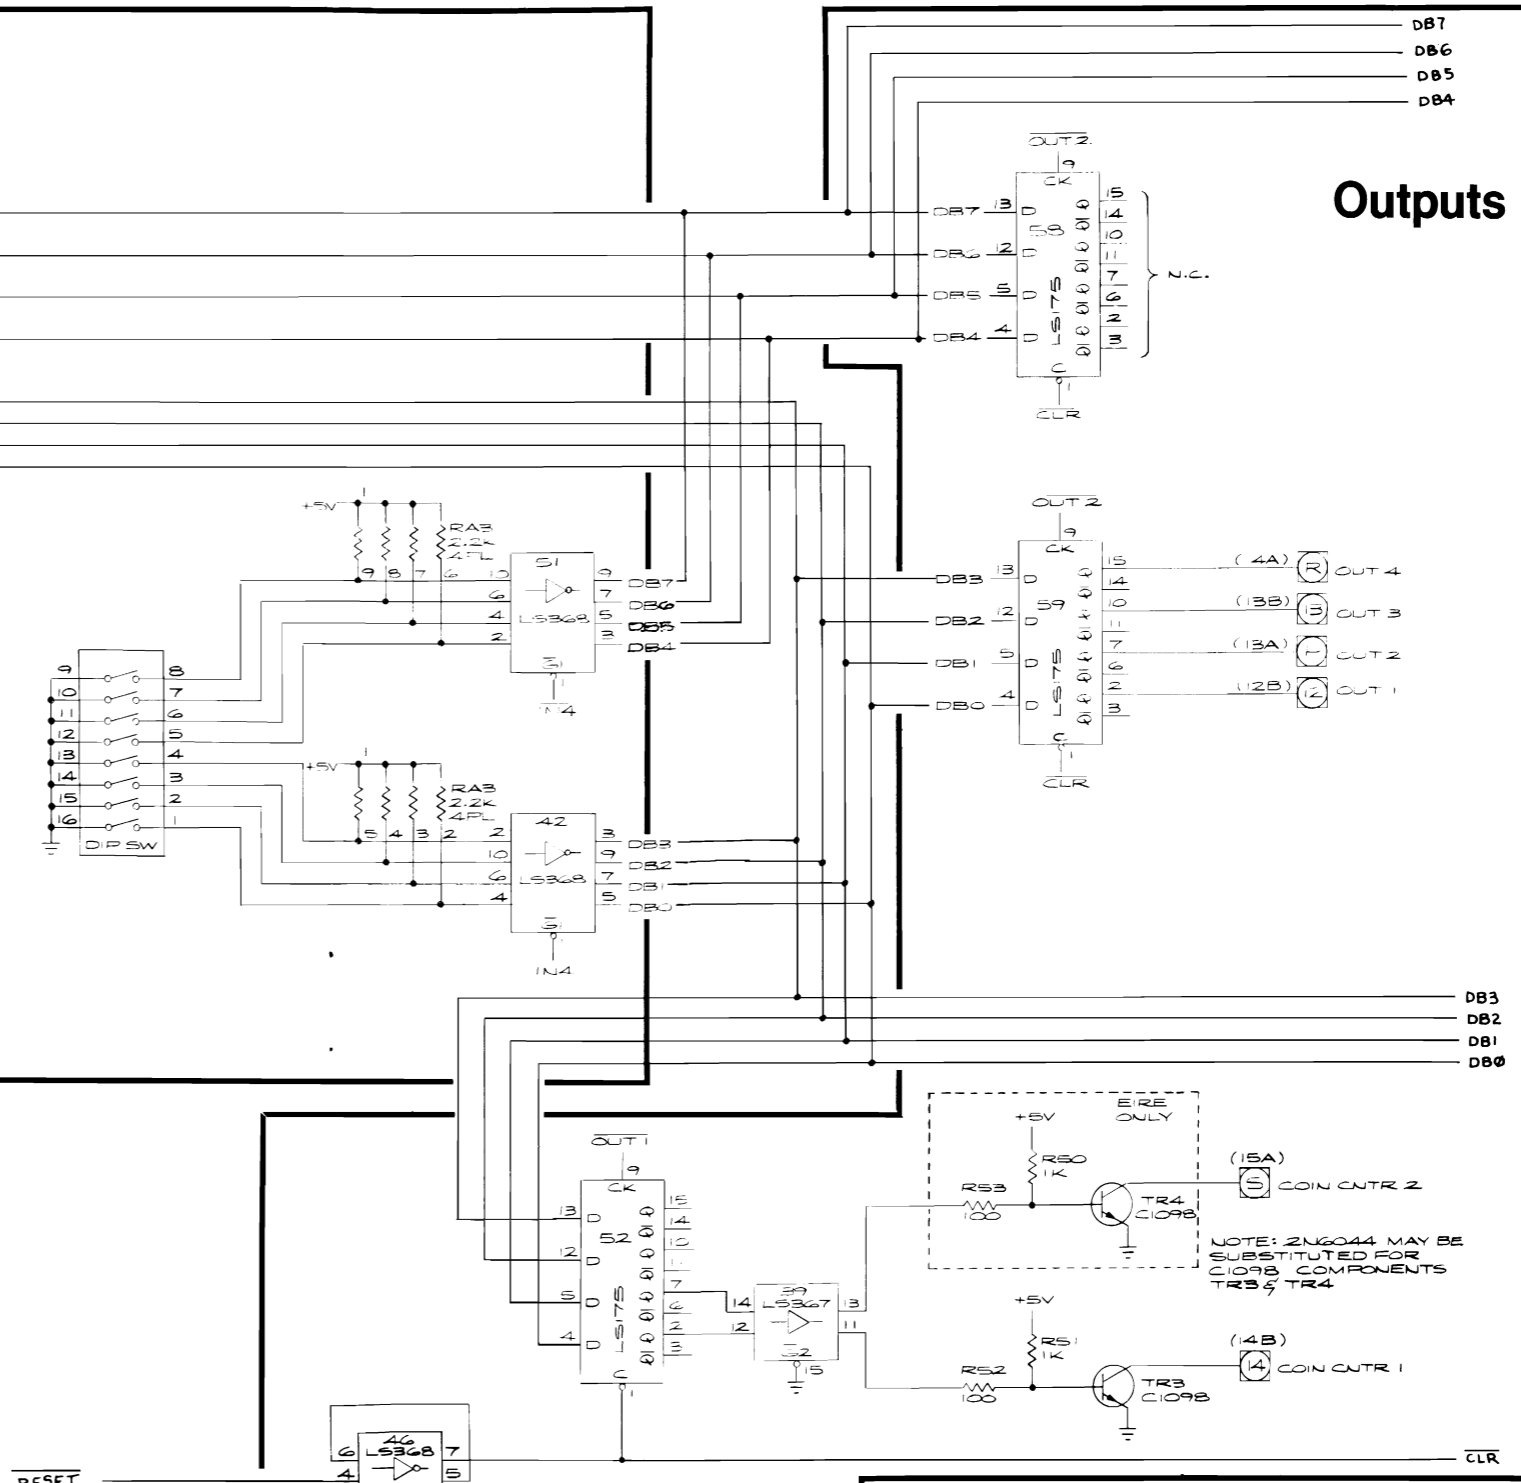 DB7
DB6
DB5
DB4
OUT2
9
CK
Outputs
DB7 13 D Q 15
58 Q 14
DB6 12 D Q 10
Q 11
DB5 5 D Q 7
Q 6
DB4 4 D Q 2
Q 3
LS175
N.C.
C
1
CLR
+5V 1
RA3
2.2K
4PL
9 8 7 6
51
LS368
10 9 DB7
6 7 DB6
4 5 DB5
2 3 DB4
G1
1
IN4
OUT2
9
CK
DB3 13 D Q 15 (4A) R OUT 4
59 Q 14
DB2 12 D Q 10 (13B) 13 OUT 3
Q 11
DB1 5 D Q 7 (13A) P OUT 2
Q 6
DB0 4 D Q 2 (12B) 12 OUT 1
Q 3
LS175
C
1
CLR
9 8
10 7
11 6
12 5
13 4
14 3
15 2
16 1
DIP SW
+5V 1
RA3
2.2K
4PL
5 4 3 2
42
LS368
2 3 DB3
10 9 DB2
6 7 DB1
4 5 DB0
G1
1
IN4
DB3
DB2
DB1
DBØ
OUT1
9
CK
13 D Q 15
52 Q 14
12 D Q 10
Q
5 D Q 7
Q 6
4 D Q 2
Q 3
LS175
C
1
39
LS367
14 13
12 11
G2
15
EIRE
ONLY
+5V
R50
1K
R53
100
TR4
C1098
(15A)
S COIN CNTR 2
NOTE: 2N6044 MAY BE
SUBSTITUTED FOR
C1098 COMPONENTS
TR3 & TR4
+5V
R51
1K
R52
100
TR3
C1098
(14B)
14 COIN CNTR 1
46
LS368
6 7
4 5
RESET
CLR